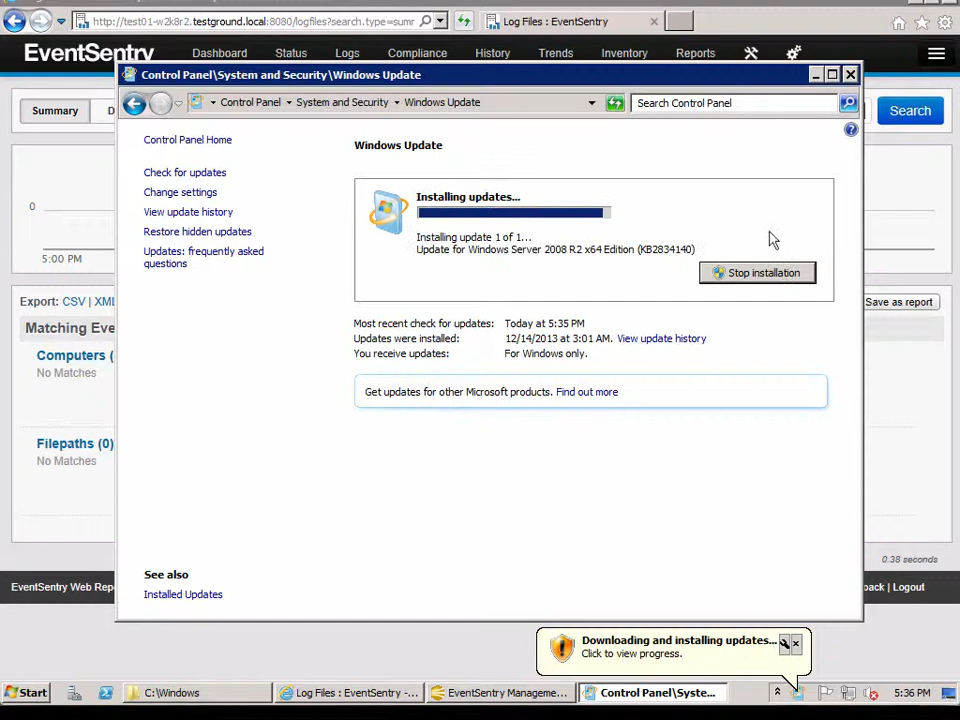 http://test01-w2k8r2.testground.local:8080/logfiles?search.type=sumr
Log Files : EventSentry
EventSentry
Dashboard Status Logs Compliance History Trends Inventory Reports
Control Panel\System and Security\Windows Update
Control Panel System and Security Windows Update
Search Control Panel
Summary D
Search
Control Panel Home
Check for updates
Change settings
View update history
Restore hidden updates
Updates: frequently asked
questions
Windows Update
Installing updates...
Installing update 1 of 1...
Update for Windows Server 2008 R2 x64 Edition (KB2834140)
Stop installation
Most recent check for updates: Today at 5:35 PM
Updates were installed: 12/14/2013 at 3:01 AM. View update history
You receive updates: For Windows only.
Get updates for other Microsoft products. Find out more
See also
Installed Updates
0
5:00 PM
Export: CSV | XML
Save as report
Matching Eve
Computers (
No Matches
Filepaths (0)
No Matches
0.38 seconds
EventSentry Web Repo
back | Logout
Downloading and installing updates...
Click to view progress.
Start C:\Windows Log Files : EventSentry -... EventSentry Manageme... Control Panel\Syste... 5:36 PM